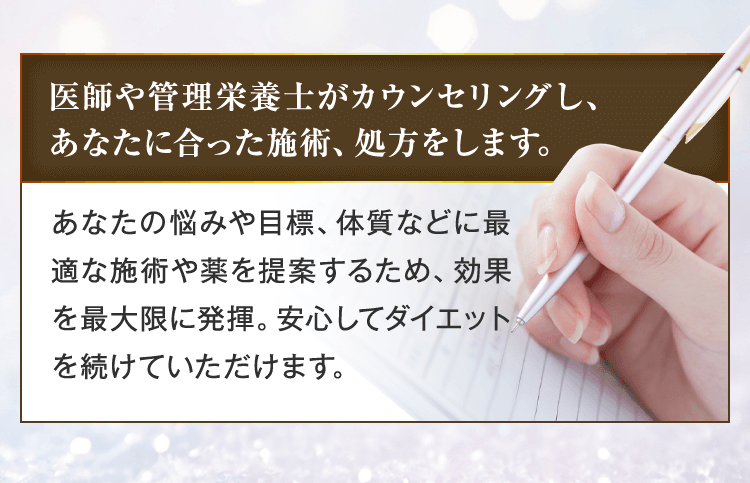 医師や管理栄養士がカウンセリングし、
あなたに合った施術、処方をします。
あなたの悩みや目標、体質などに最
適な施術や薬を提案するため、効果
を最大限に発揮。安心してダイエット
を続けていただけます。